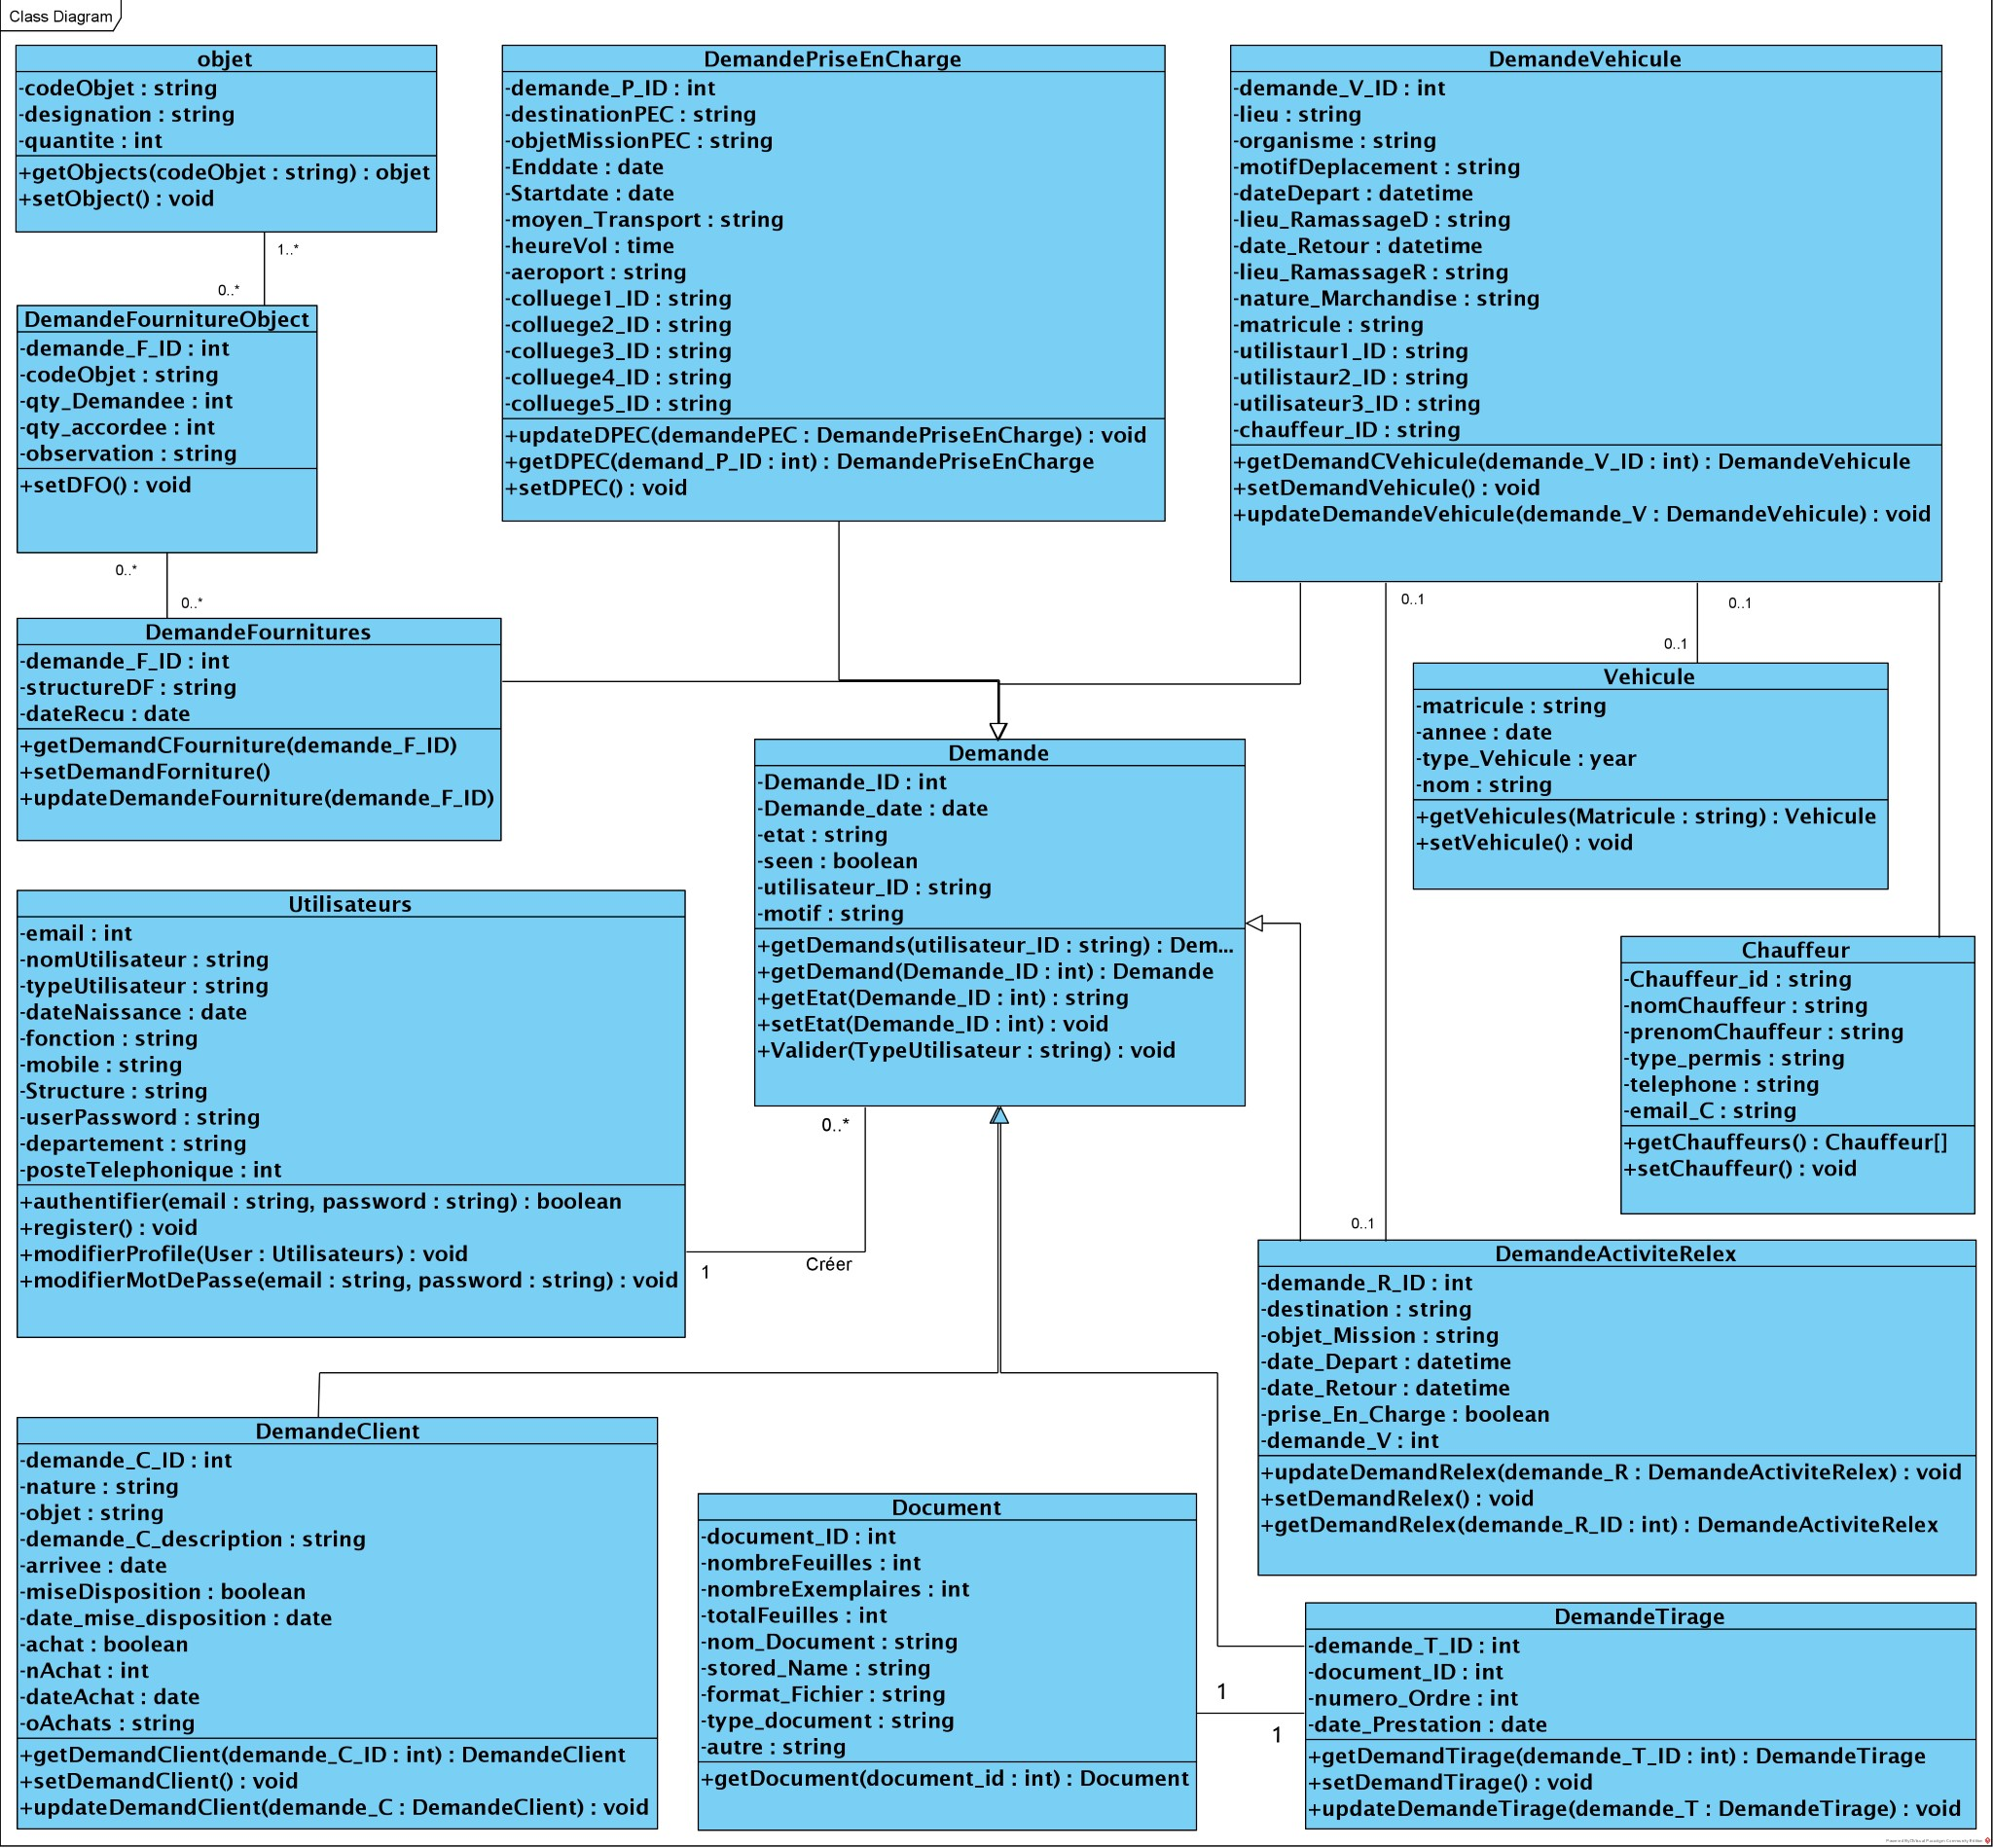 Class Diagram
objet
-codeObjet : string
-designation : string
-quantite : int
+getObjects(codeObjet : string) : objet
+setObject() : void
1..*
0..*
DemandeFournitureObject
-demande_F_ID : int
-codeObjet : string
-qty_Demandee : int
-qty_accordee : int
-observation : string
+setDFO() : void
0..*
0..*
DemandeFournitures
-demande_F_ID : int
-structureDF : string
-dateRecu : date
+getDemandCFourniture(demande_F_ID)
+setDemandForniture()
+updateDemandeFourniture(demande_F_ID)
DemandePriseEnCharge
-demande_P_ID : int
-destinationPEC : string
-objetMissionPEC : string
-Enddate : date
-Startdate : date
-moyen_Transport : string
-heureVol : time
-aeroport : string
-colluege1_ID : string
-colluege2_ID : string
-colluege3_ID : string
-colluege4_ID : string
-colluege5_ID : string
+updateDPEC(demandePEC : DemandePriseEnCharge) : void
+getDPEC(demand_P_ID : int) : DemandePriseEnCharge
+setDPEC() : void
DemandeVehicule
-demande_V_ID : int
-lieu : string
-organisme : string
-motifDeplacement : string
-dateDepart : datetime
-lieu_RamassageD : string
-date_Retour : datetime
-lieu_RamassageR : string
-nature_Marchandise : string
-matricule : string
-utilistaur1_ID : string
-utilistaur2_ID : string
-utilisateur3_ID : string
-chauffeur_ID : string
+getDemandCVehicule(demande_V_ID : int) : DemandeVehicule
+setDemandVehicule() : void
+updateDemandeVehicule(demande_V : DemandeVehicule) : void
0..1
0..1
0..1
Vehicule
-matricule : string
-annee : date
-type_Vehicule : year
-nom : string
+getVehicules(Matricule : string) : Vehicule
+setVehicule() : void
Demande
-Demande_ID : int
-Demande_date : date
-etat : string
-seen : boolean
-utilisateur_ID : string
-motif : string
+getDemands(utilisateur_ID : string) : Dem...
+getDemand(Demande_ID : int) : Demande
+getEtat(Demande_ID : int) : string
+setEtat(Demande_ID : int) : void
+Valider(TypeUtilisateur : string) : void
0..*
Utilisateurs
-email : int
-nomUtilisateur : string
-typeUtilisateur : string
-dateNaissance : date
-fonction : string
-mobile : string
-Structure : string
-userPassword : string
-departement : string
-posteTelephonique : int
+authentifier(email : string, password : string) : boolean
+register() : void
+modifierProfile(User : Utilisateurs) : void
+modifierMotDePasse(email : string, password : string) : void
1
Créer
Chauffeur
-Chauffeur_id : string
-nomChauffeur : string
-prenomChauffeur : string
-type_permis : string
-telephone : string
-email_C : string
+getChauffeurs() : Chauffeur[]
+setChauffeur() : void
0..1
DemandeActiviteRelex
-demande_R_ID : int
-destination : string
-objet_Mission : string
-date_Depart : datetime
-date_Retour : datetime
-prise_En_Charge : boolean
-demande_V : int
+updateDemandRelex(demande_R : DemandeActiviteRelex) : void
+setDemandRelex() : void
+getDemandRelex(demande_R_ID : int) : DemandeActiviteRelex
DemandeClient
-demande_C_ID : int
-nature : string
-objet : string
-demande_C_description : string
-arrivee : date
-miseDisposition : boolean
-date_mise_disposition : date
-achat : boolean
-nAchat : int
-dateAchat : date
-oAchats : string
+getDemandClient(demande_C_ID : int) : DemandeClient
+setDemandClient() : void
+updateDemandClient(demande_C : DemandeClient) : void
Document
-document_ID : int
-nombreFeuilles : int
-nombreExemplaires : int
-totalFeuilles : int
-nom_Document : string
-stored_Name : string
-format_Fichier : string
-type_document : string
-autre : string
+getDocument(document_id : int) : Document
1
1
DemandeTirage
-demande_T_ID : int
-document_ID : int
-numero_Ordre : int
-date_Prestation : date
+getDemandTirage(demande_T_ID : int) : DemandeTirage
+setDemandTirage() : void
+updateDemandeTirage(demande_T : DemandeTirage) : void